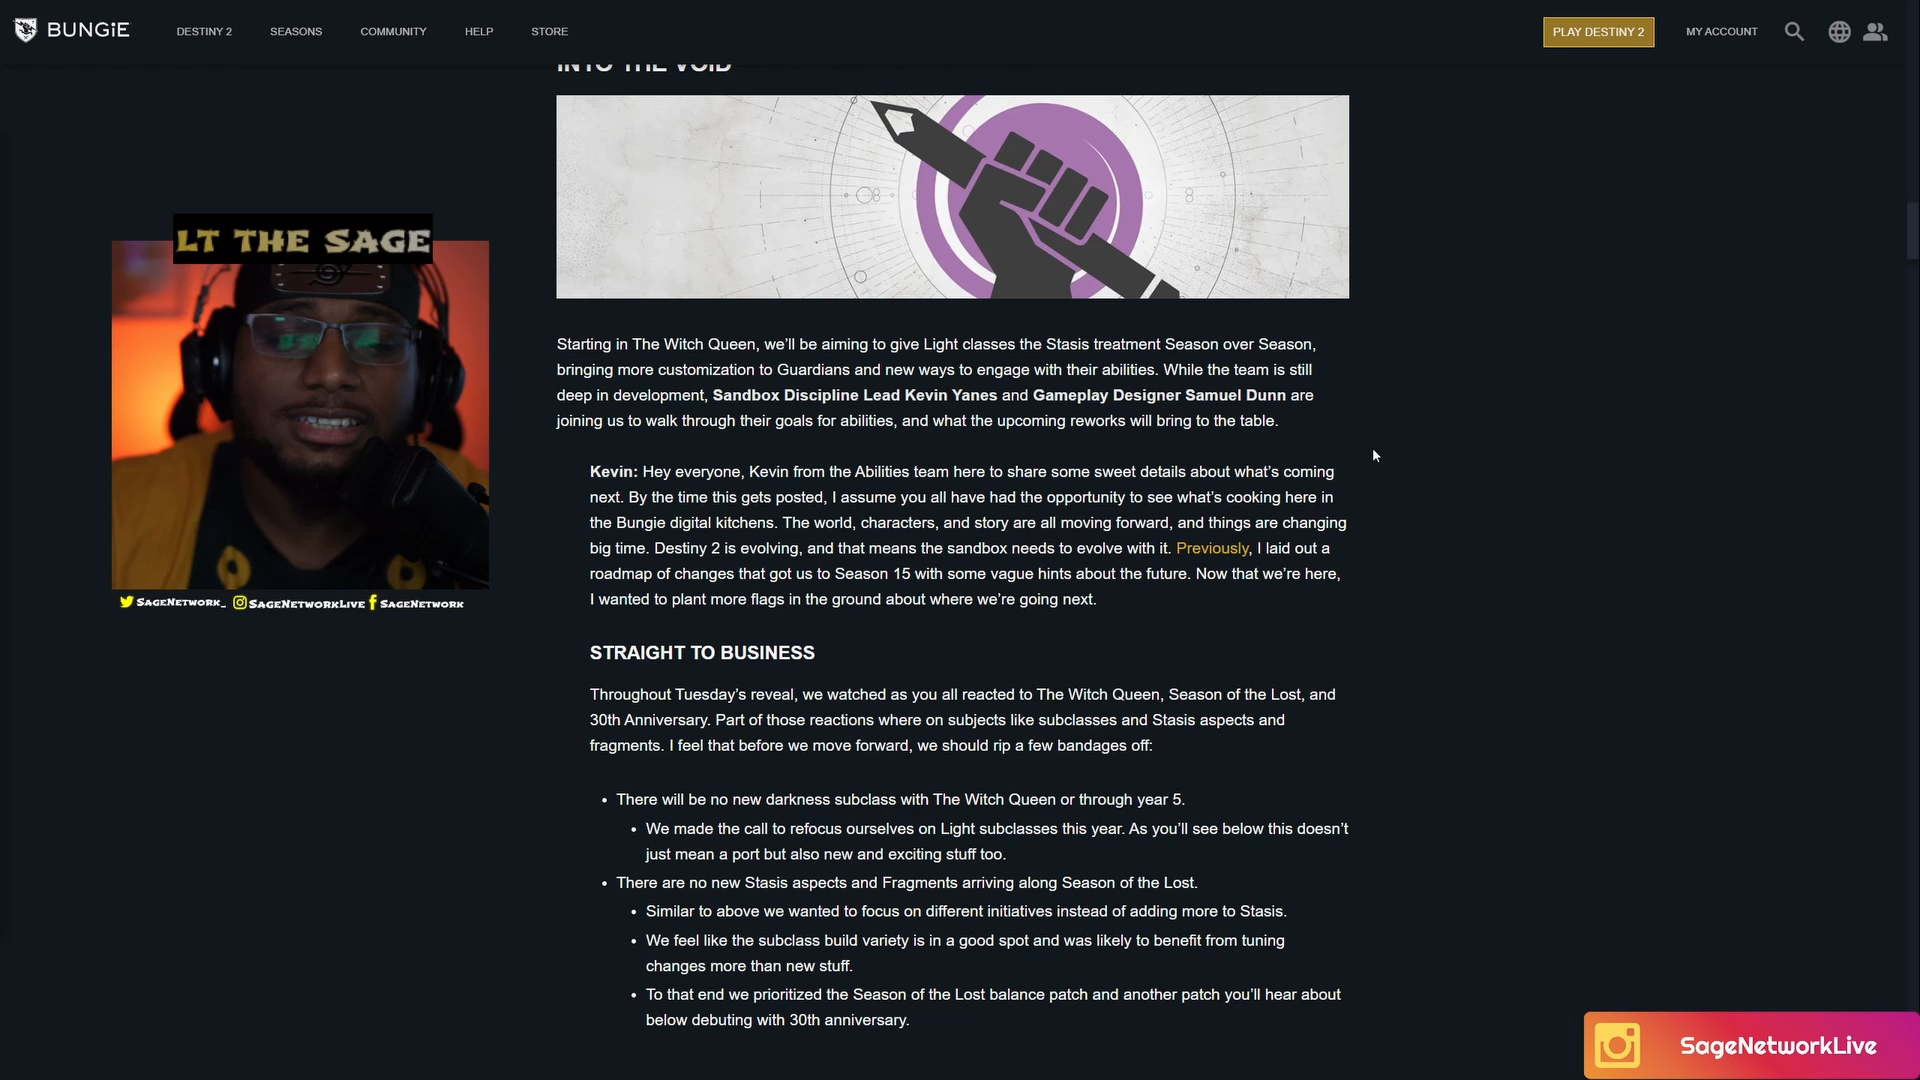 BUNGiE
DESTINY 2
SEASONS
COMMUNITY
HELP
STORE
PLAY DESTINY 2
MY ACCOUNT
INTO THE VOID
LT THE SAGE
SAGENETWORK_ SAGENETWORKLIVE SAGENETWORK
Starting in The Witch Queen, we’ll be aiming to give Light classes the Stasis treatment Season over Season,
bringing more customization to Guardians and new ways to engage with their abilities. While the team is still
deep in development, Sandbox Discipline Lead Kevin Yanes and Gameplay Designer Samuel Dunn are
joining us to walk through their goals for abilities, and what the upcoming reworks will bring to the table.
Kevin: Hey everyone, Kevin from the Abilities team here to share some sweet details about what’s coming
next. By the time this gets posted, I assume you all have had the opportunity to see what’s cooking here in
the Bungie digital kitchens. The world, characters, and story are all moving forward, and things are changing
big time. Destiny 2 is evolving, and that means the sandbox needs to evolve with it. Previously, I laid out a
roadmap of changes that got us to Season 15 with some vague hints about the future. Now that we’re here,
I wanted to plant more flags in the ground about where we’re going next.
STRAIGHT TO BUSINESS
Throughout Tuesday’s reveal, we watched as you all reacted to The Witch Queen, Season of the Lost, and
30th Anniversary. Part of those reactions where on subjects like subclasses and Stasis aspects and
fragments. I feel that before we move forward, we should rip a few bandages off:
• There will be no new darkness subclass with The Witch Queen or through year 5.
• We made the call to refocus ourselves on Light subclasses this year. As you’ll see below this doesn’t
just mean a port but also new and exciting stuff too.
• There are no new Stasis aspects and Fragments arriving along Season of the Lost.
• Similar to above we wanted to focus on different initiatives instead of adding more to Stasis.
• We feel like the subclass build variety is in a good spot and was likely to benefit from tuning
changes more than new stuff.
• To that end we prioritized the Season of the Lost balance patch and another patch you’ll hear about
below debuting with 30th anniversary.
SageNetworkLive